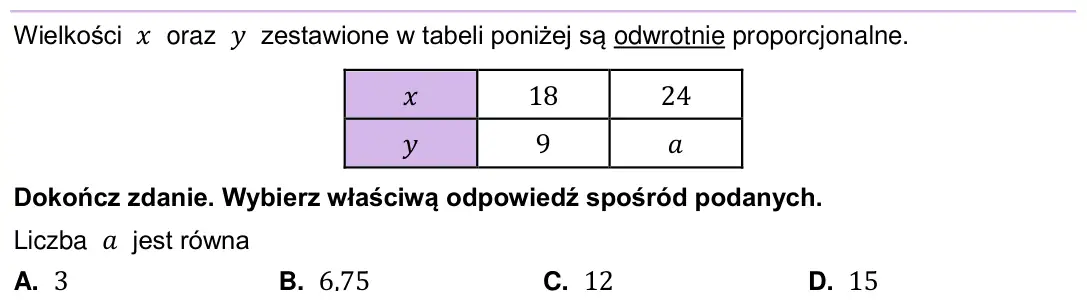 Wielkości x oraz y zestawione w tabeli poniżej są odwrotnie proporcjonalne.
x 18 24
y 9 a
Dokończ zdanie. Wybierz właściwą odpowiedź spośród podanych.
Liczba a jest równa
A. 3 B. 6,75 C. 12 D. 15